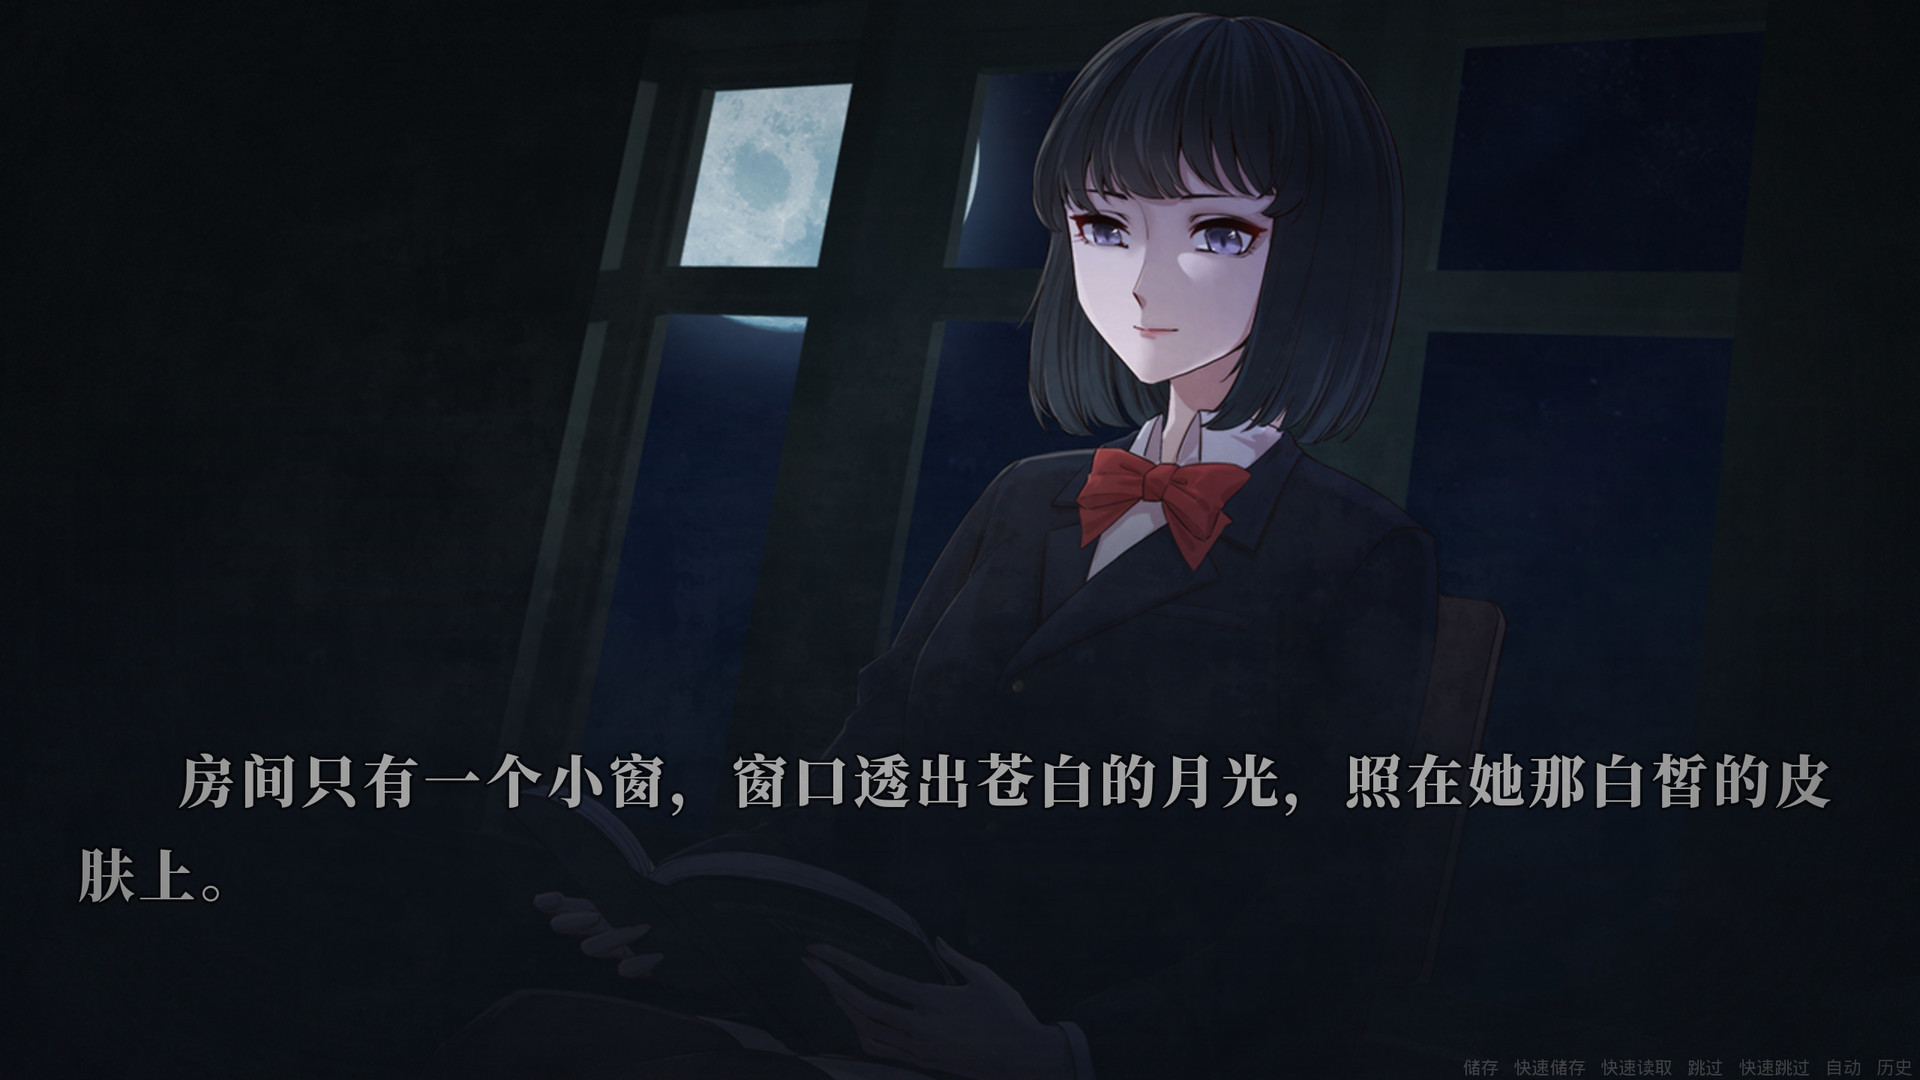 房间只有一个小窗，窗口透出苍白的月光，照在她那白皙的皮
肤上。
储存 快速储存 快速读取 跳过 快速跳过 自动 历史